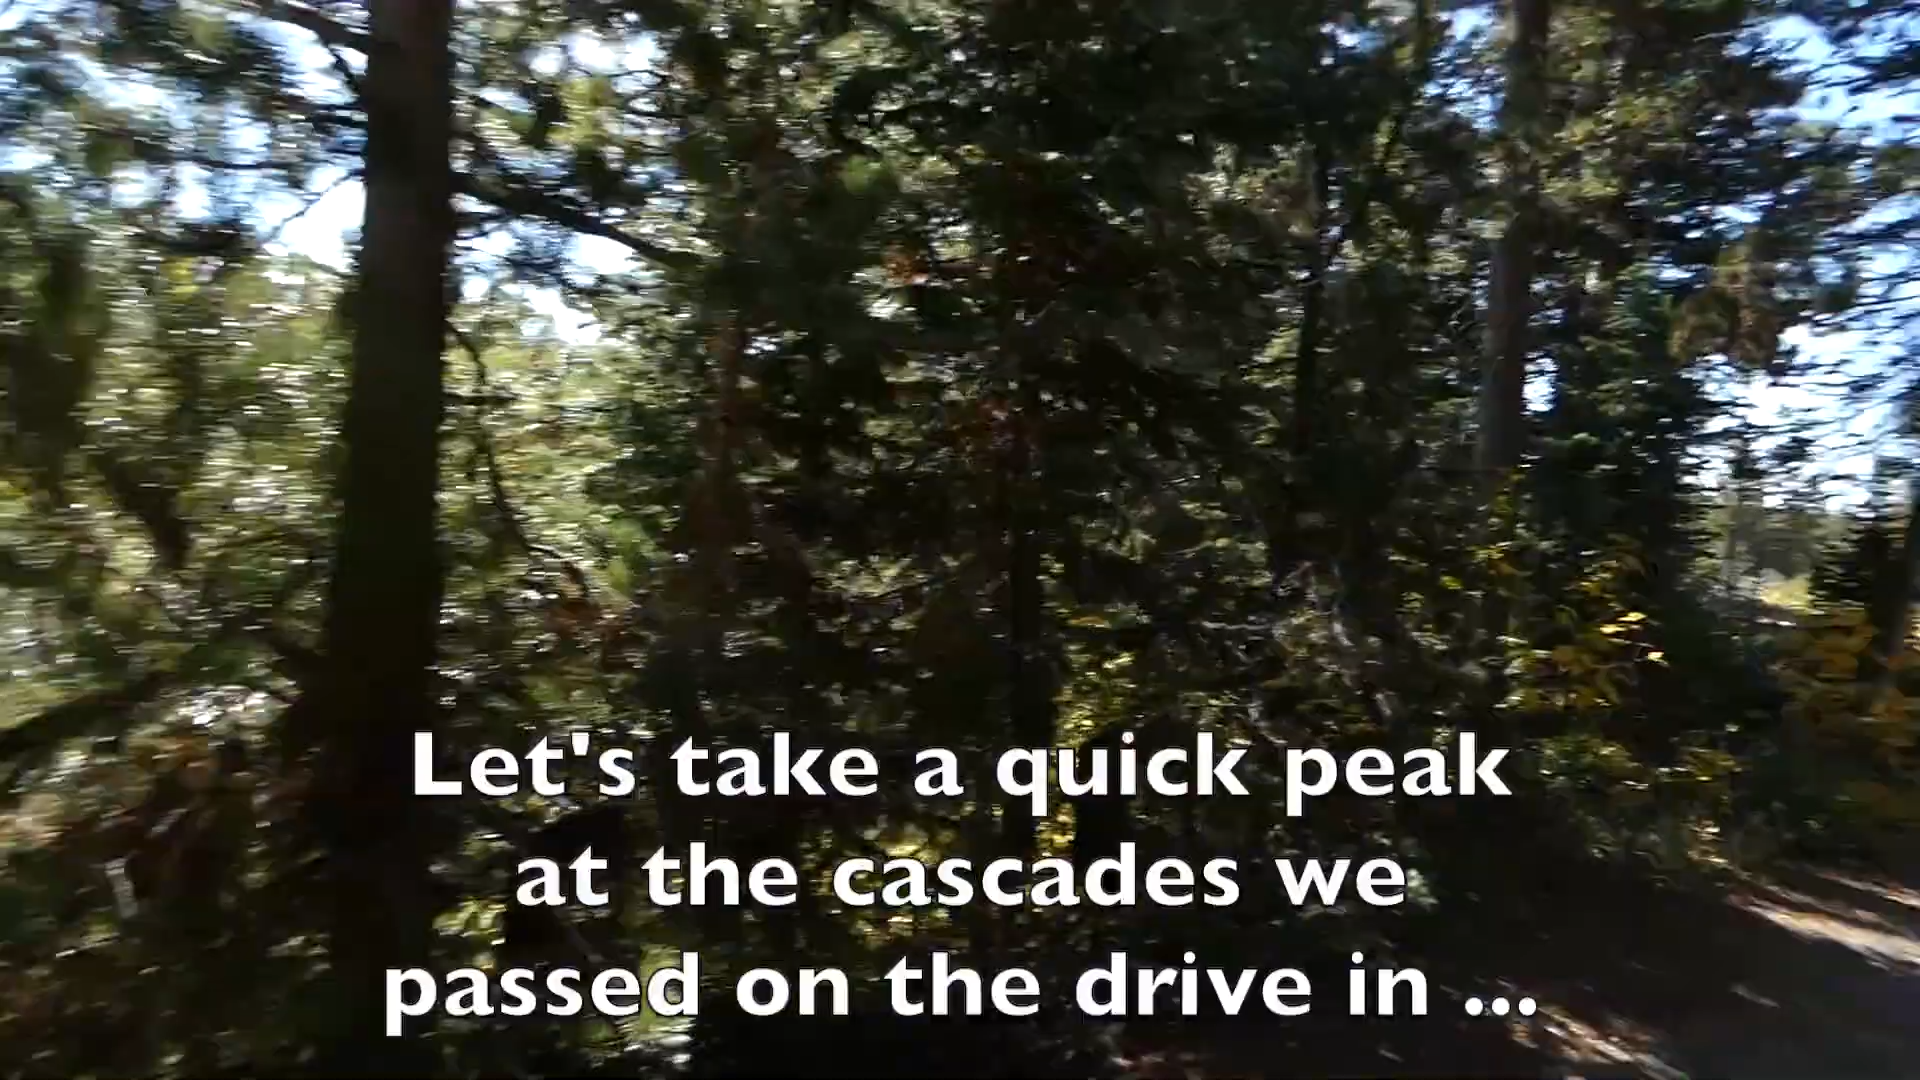 Let's take a quick peak
at the cascades we
passed on the drive in ...